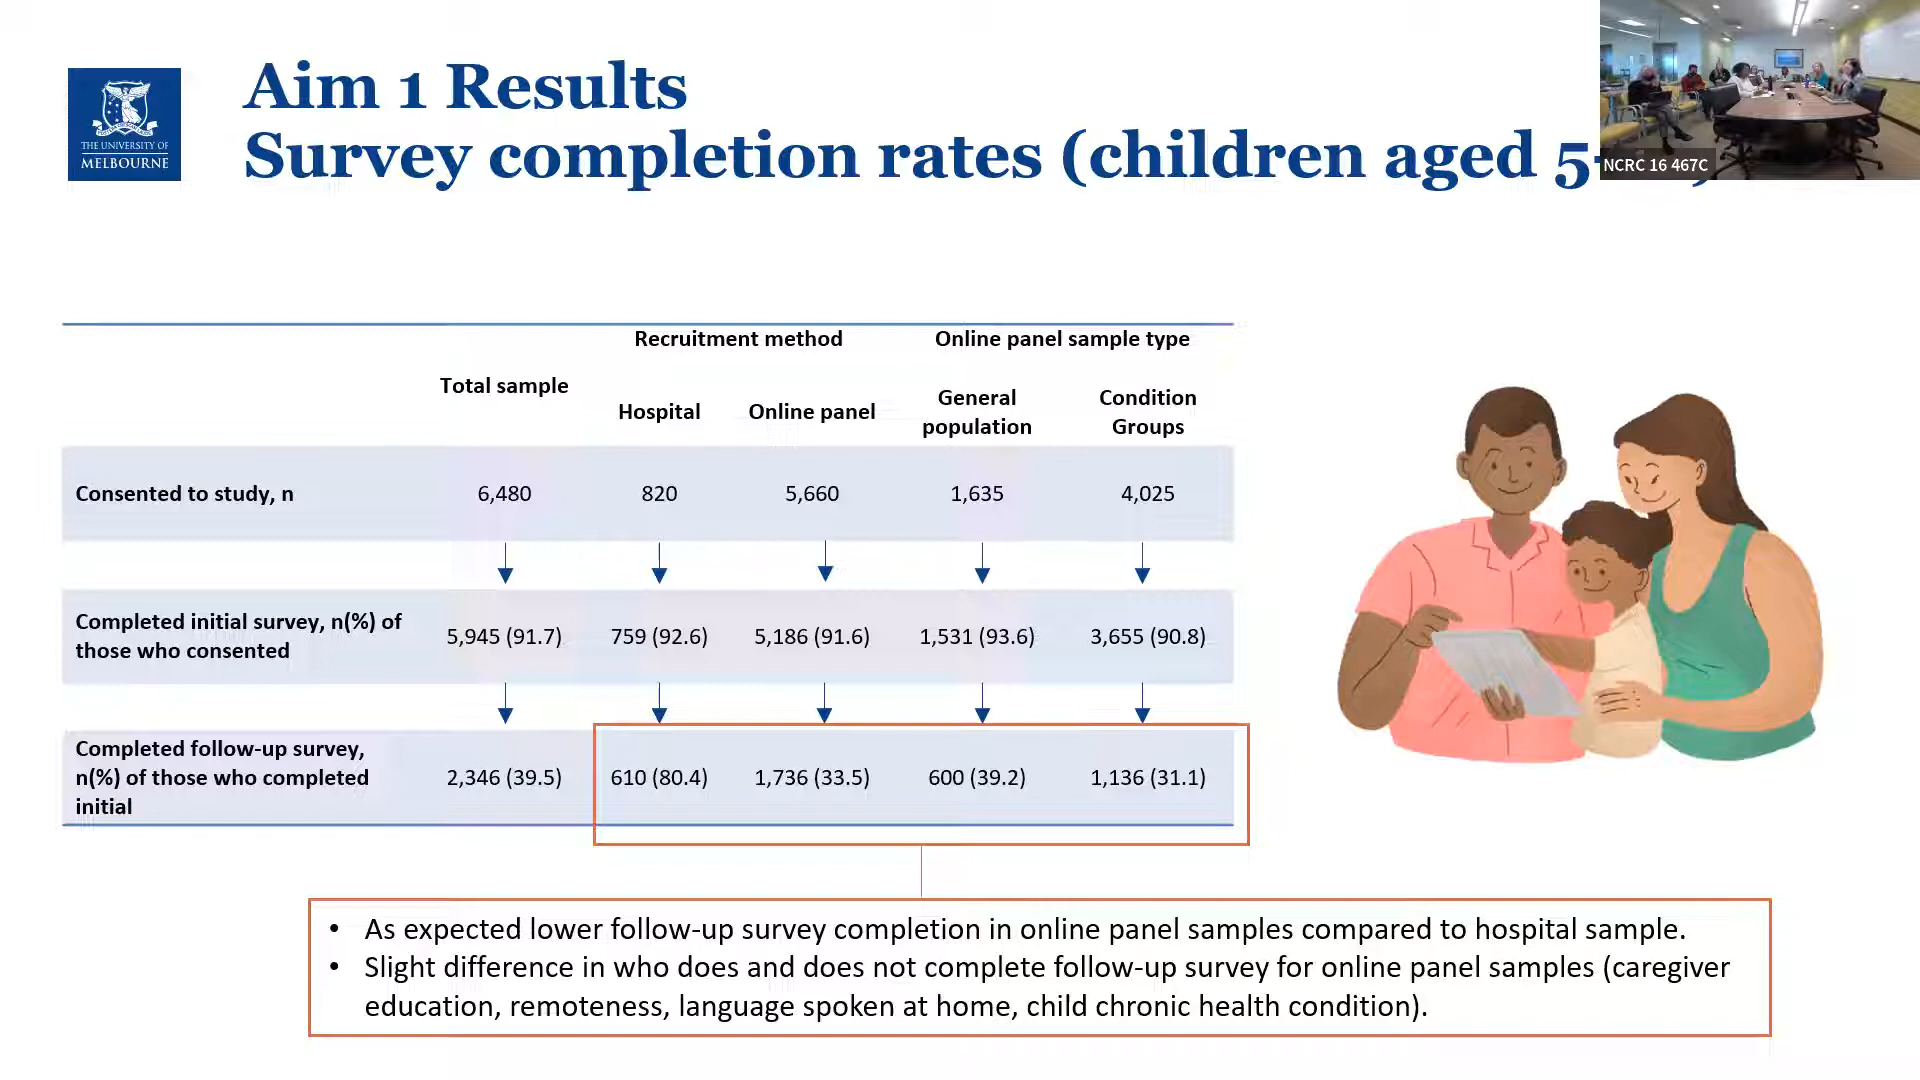 THE UNIVERSITY OF
MELBOURNE
Aim 1 Results
Survey completion rates (children aged 5-
NCRC 16 467C
Recruitment method
Online panel sample type
Total sample
Hospital
Online panel
General
population
Condition
Groups
Consented to study, n
6,480
820
5,660
1,635
4,025
Completed initial survey, n(%) of
those who consented
5,945 (91.7)
759 (92.6)
5,186 (91.6)
1,531 (93.6)
3,655 (90.8)
Completed follow-up survey,
n(%) of those who completed
initial
2,346 (39.5)
610 (80.4)
1,736 (33.5)
600 (39.2)
1,136 (31.1)
• As expected lower follow-up survey completion in online panel samples compared to hospital sample.
• Slight difference in who does and does not complete follow-up survey for online panel samples (caregiver
education, remoteness, language spoken at home, child chronic health condition).